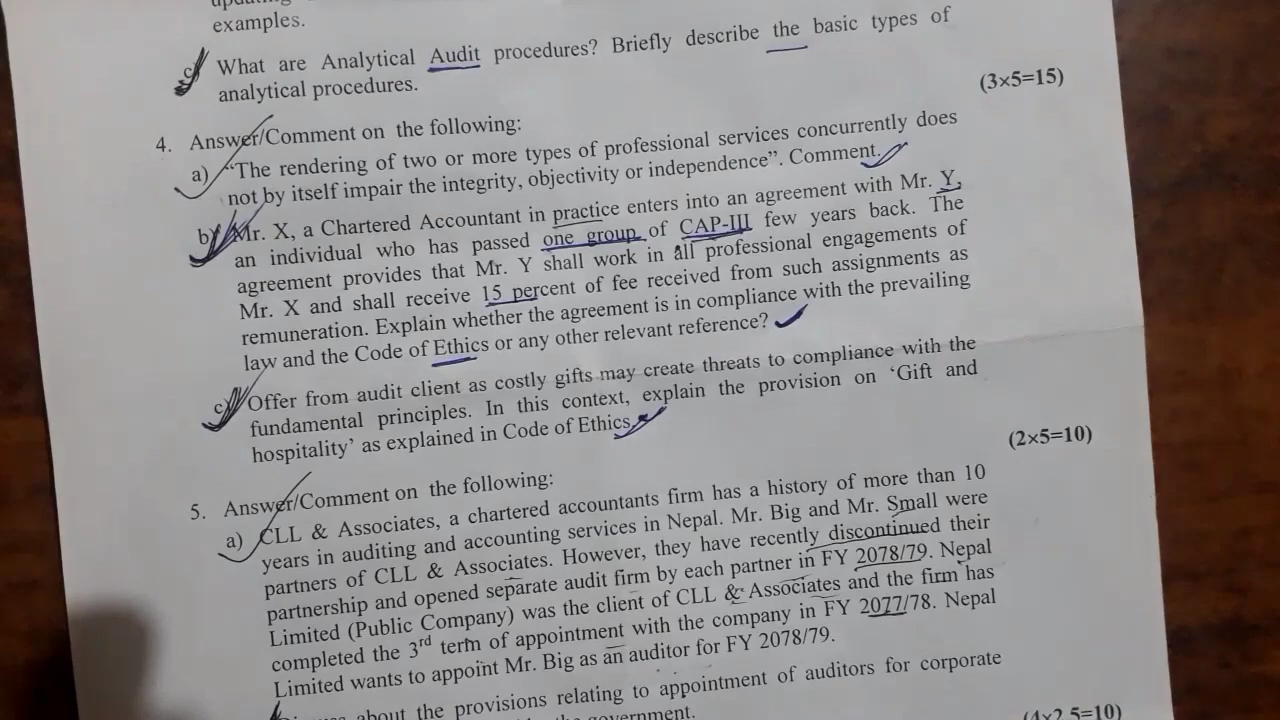 examples.
c) What are Analytical Audit procedures? Briefly describe the basic types of
analytical procedures.
(3×5=15)
4. Answer/Comment on the following:
a) “The rendering of two or more types of professional services concurrently does
not by itself impair the integrity, objectivity or independence”. Comment.
b) Mr. X, a Chartered Accountant in practice enters into an agreement with Mr. Y,
an individual who has passed one group of CAP-III few years back. The
agreement provides that Mr. Y shall work in all professional engagements of
Mr. X and shall receive 15 percent of fee received from such assignments as
remuneration. Explain whether the agreement is in compliance with the prevailing
law and the Code of Ethics or any other relevant reference?
c) Offer from audit client as costly gifts may create threats to compliance with the
fundamental principles. In this context, explain the provision on ‘Gift and
hospitality’ as explained in Code of Ethics.
(2×5=10)
5. Answer/Comment on the following:
a) CLL & Associates, a chartered accountants firm has a history of more than 10
years in auditing and accounting services in Nepal. Mr. Big and Mr. Small were
partners of CLL & Associates. However, they have recently discontinued their
partnership and opened separate audit firm by each partner in FY 2078/79. Nepal
Limited (Public Company) was the client of CLL & Associates and the firm has
completed the 3rd term of appointment with the company in FY 2077/78. Nepal
Limited wants to appoint Mr. Big as an auditor for FY 2078/79.
about the provisions relating to appointment of auditors for corporate
government.
(4×2.5=10)